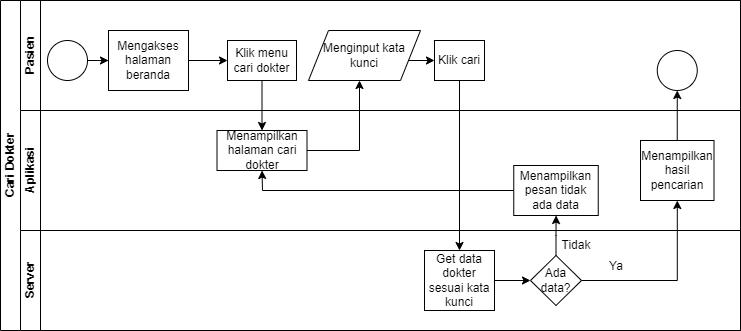 Cari Dokter
Pasien
Mengakses
halaman
beranda
Klik menu
cari dokter
Menginput kata
kunci
Klik cari
Aplikasi
Menampilkan
halaman cari
dokter
Menampilkan
pesan tidak
ada data
Menampilkan
hasil
pencarian
Server
Get data
dokter
sesuai kata
kunci
Ada
data?
Tidak
Ya